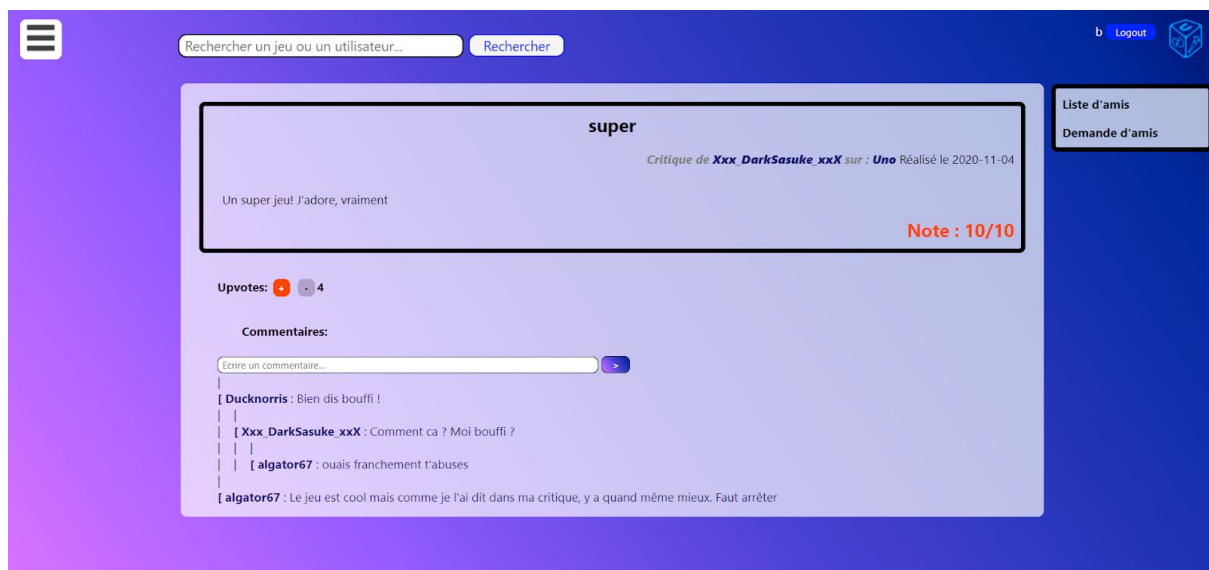 Rechercher un jeu ou un utilisateur... Rechercher
b Logout
Liste d'amis
Demande d'amis
super
Critique de Xxx_DarkSasuke_xxX sur : Uno Réalisé le 2020-11-04
Un super jeu! J'adore, vraiment
Note : 10/10
Upvotes: + - 4
Commentaires:
Ecrire un commentaire... >
|
[ Ducknorris : Bien dis bouffi !
| |
| [ Xxx_DarkSasuke_xxX : Comment ca ? Moi bouffi ?
| | |
| | [ algator67 : ouais franchement t'abuses
|
[ algator67 : Le jeu est cool mais comme je l'ai dit dans ma critique, y a quand même mieux. Faut arrêter